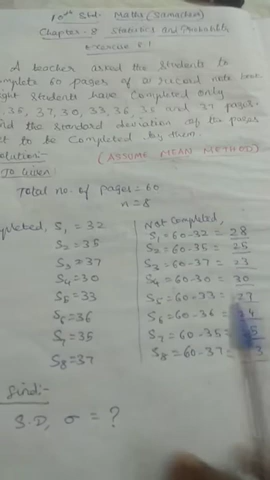 10th Std. Maths (Samacheer)
Chapter-8 Statistics and Probability
Exercise 8.1
A teacher asked the students to
complete 60 pages of a record note book
eight students have completed only
35, 37, 30, 33, 36, 35 and 37 pages.
the standard deviation of the pages
to be completed by them.
(ASSUME MEAN METHOD)
Given
Total no. of pages = 60
n = 8
Completed, S1 = 32
S2 = 35
S3 = 37
S4 = 30
S5 = 33
S6 = 36
S7 = 35
S8 = 37
Not Completed,
S1 = 60-32 = 28
S2 = 60-35 = 25
S3 = 60-37 = 23
S4 = 60-30 = 30
S5 = 60-33 = 27
S6 = 60-36 =
S7 = 60-35 =
S8 = 60-37 =
find:-
S.D, σ = ?